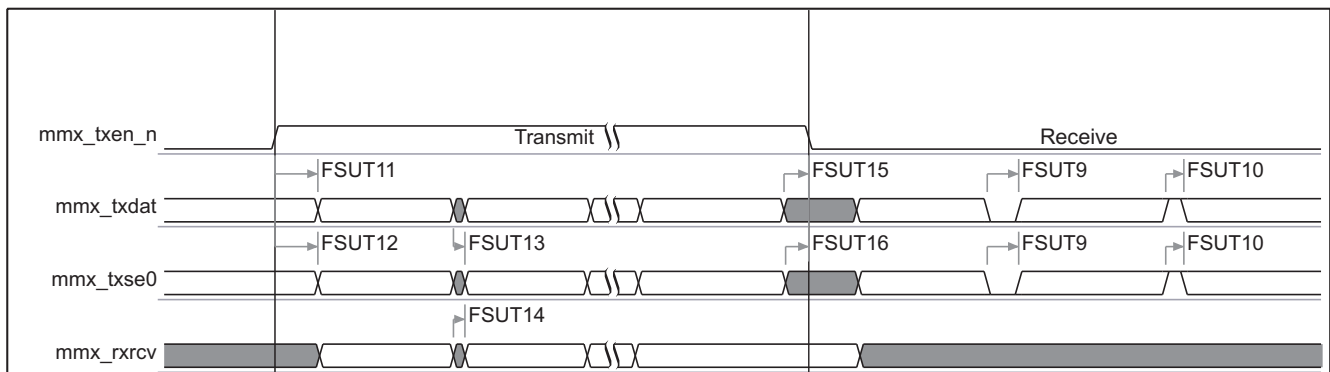 mmx_txen_n
Transmit
Receive
FSUT11
FSUT15
FSUT9
FSUT10
mmx_txdat
FSUT12
FSUT13
FSUT16
FSUT9
FSUT10
mmx_txse0
FSUT14
mmx_rxrcv